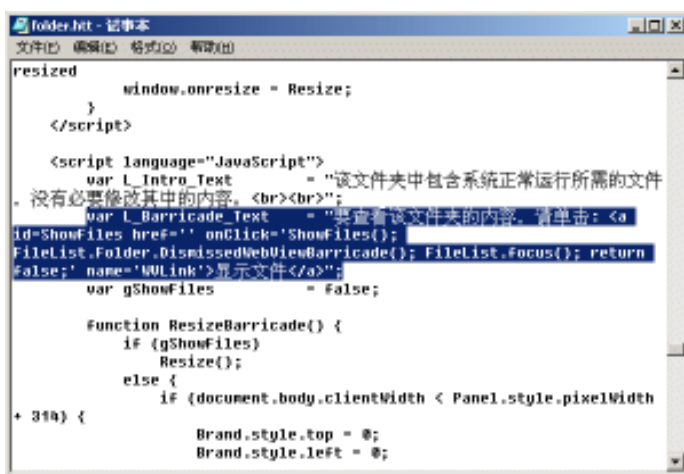 folder.htt - 记事本
文件(F) 编辑(E) 格式(O) 帮助(H)
resized
window.onresize = Resize;
}
</script>
<script language="JavaScript">
var L_Intro_Text = "该文件夹中包含系统正常运行所需的文件
。没有必要修改其中的内容。<br><br>";
var L_Barricade_Text = "要查看该文件夹的内容。请单击: <a
id=ShowFiles href='' onClick='ShowFiles();
FileList.Folder.DismissedWebViewBarricade(); FileList.focus(); return
false;' name='WVLink'>显示文件</a>";
var gShowFiles = false;
function ResizeBarricade() {
if (gShowFiles)
Resize();
else {
if (document.body.clientWidth < Panel.style.pixelWidth
+ 314) {
Brand.style.top = 0;
Brand.style.left = 0;